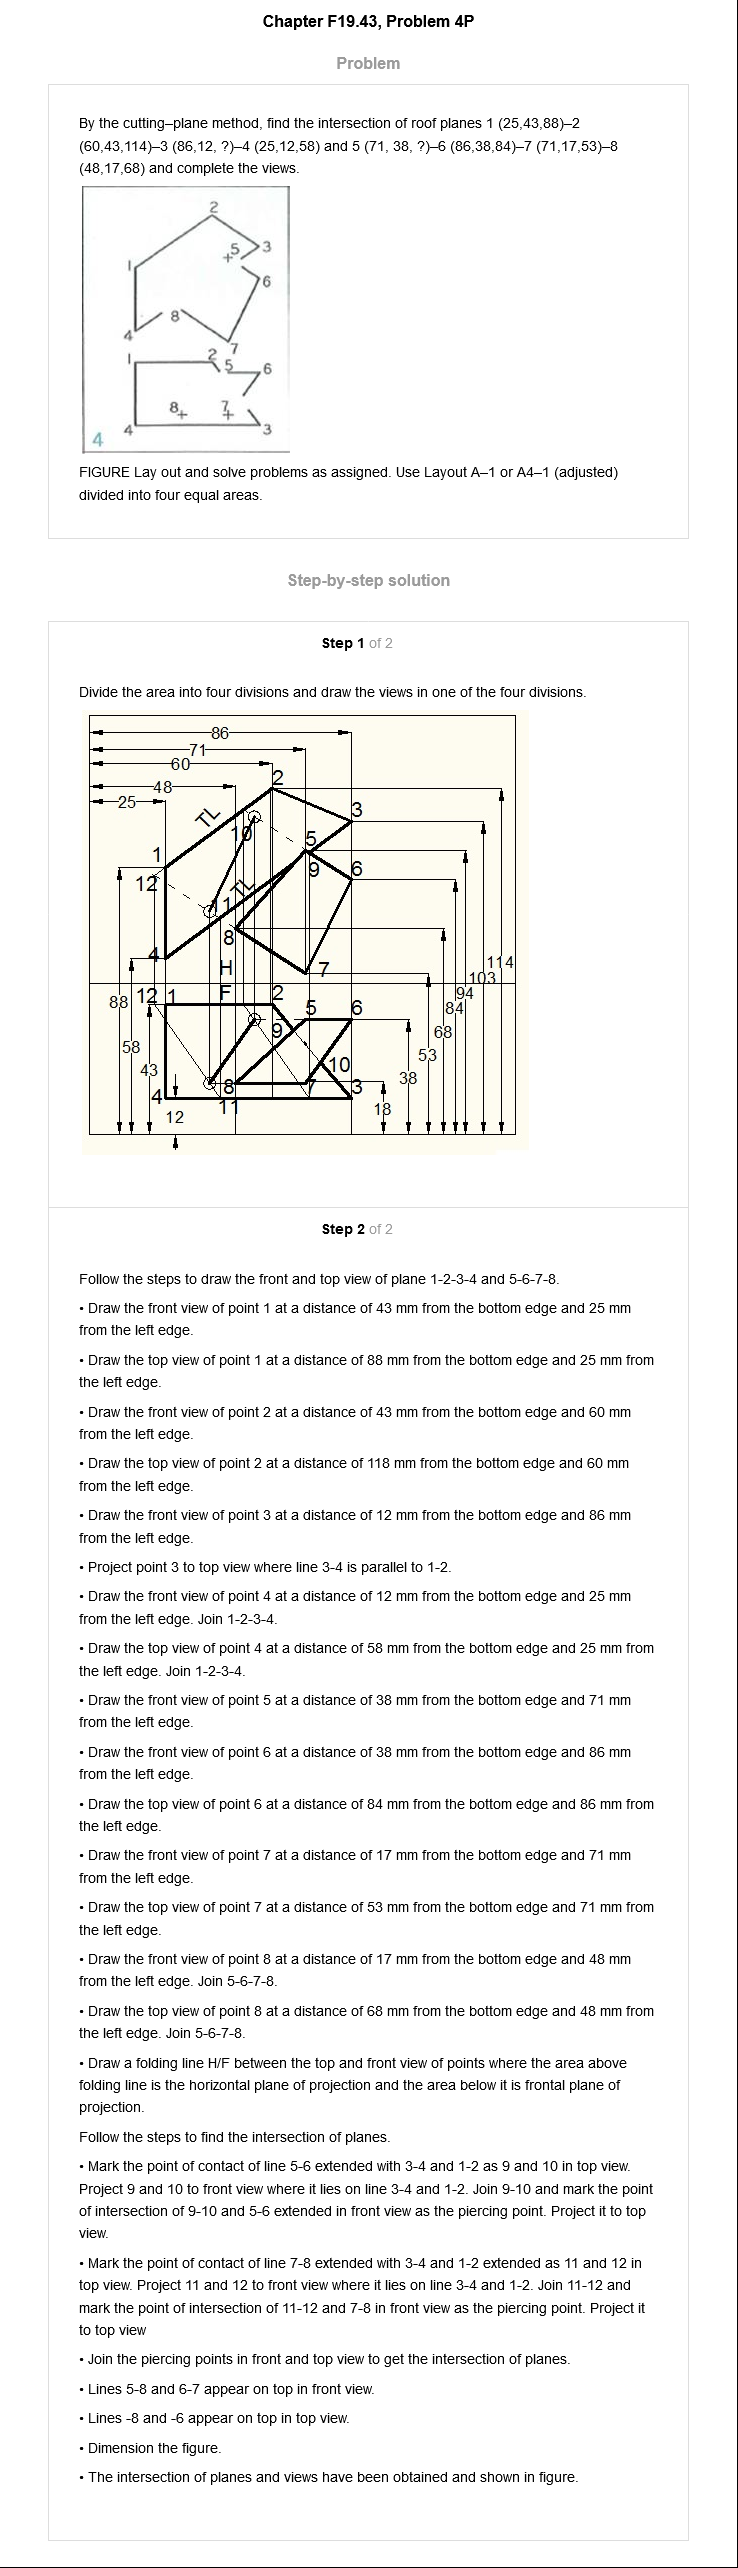 Chapter F19.43, Problem 4P
Problem
By the cutting–plane method, find the intersection of roof planes 1 (25,43,88)–2
(60,43,114)–3 (86,12, ?)–4 (25,12,58) and 5 (71, 38, ?)–6 (86,38,84)–7 (71,17,53)–8
(48,17,68) and complete the views.
2
5 3
1
6
8
4
7
1 2 5 6
8 7
4 3
4
FIGURE Lay out and solve problems as assigned. Use Layout A–1 or A4–1 (adjusted)
divided into four equal areas.
Step-by-step solution
Step 1 of 2
Divide the area into four divisions and draw the views in one of the four divisions.
86
71
60
2
48
25
3
TL
10
5
1
9 6
12
TL
11
8
4
H 7 114
103
12 1 F 2 94
88 5 6 84
9 68
58 53
43 10
38
4 8 7 3
11
12 18
Step 2 of 2
Follow the steps to draw the front and top view of plane 1-2-3-4 and 5-6-7-8.
• Draw the front view of point 1 at a distance of 43 mm from the bottom edge and 25 mm
from the left edge.
• Draw the top view of point 1 at a distance of 88 mm from the bottom edge and 25 mm from
the left edge.
• Draw the front view of point 2 at a distance of 43 mm from the bottom edge and 60 mm
from the left edge.
• Draw the top view of point 2 at a distance of 118 mm from the bottom edge and 60 mm
from the left edge.
• Draw the front view of point 3 at a distance of 12 mm from the bottom edge and 86 mm
from the left edge.
• Project point 3 to top view where line 3-4 is parallel to 1-2.
• Draw the front view of point 4 at a distance of 12 mm from the bottom edge and 25 mm
from the left edge. Join 1-2-3-4.
• Draw the top view of point 4 at a distance of 58 mm from the bottom edge and 25 mm from
the left edge. Join 1-2-3-4.
• Draw the front view of point 5 at a distance of 38 mm from the bottom edge and 71 mm
from the left edge.
• Draw the front view of point 6 at a distance of 38 mm from the bottom edge and 86 mm
from the left edge.
• Draw the top view of point 6 at a distance of 84 mm from the bottom edge and 86 mm from
the left edge.
• Draw the front view of point 7 at a distance of 17 mm from the bottom edge and 71 mm
from the left edge.
• Draw the top view of point 7 at a distance of 53 mm from the bottom edge and 71 mm from
the left edge.
• Draw the front view of point 8 at a distance of 17 mm from the bottom edge and 48 mm
from the left edge. Join 5-6-7-8.
• Draw the top view of point 8 at a distance of 68 mm from the bottom edge and 48 mm from
the left edge. Join 5-6-7-8.
• Draw a folding line H/F between the top and front view of points where the area above
folding line is the horizontal plane of projection and the area below it is frontal plane of
projection.
Follow the steps to find the intersection of planes.
• Mark the point of contact of line 5-6 extended with 3-4 and 1-2 as 9 and 10 in top view.
Project 9 and 10 to front view where it lies on line 3-4 and 1-2. Join 9-10 and mark the point
of intersection of 9-10 and 5-6 extended in front view as the piercing point. Project it to top
view.
• Mark the point of contact of line 7-8 extended with 3-4 and 1-2 extended as 11 and 12 in
top view. Project 11 and 12 to front view where it lies on line 3-4 and 1-2. Join 11-12 and
mark the point of intersection of 11-12 and 7-8 in front view as the piercing point. Project it
to top view
• Join the piercing points in front and top view to get the intersection of planes.
• Lines 5-8 and 6-7 appear on top in front view.
• Lines -8 and -6 appear on top in top view.
• Dimension the figure.
• The intersection of planes and views have been obtained and shown in figure.